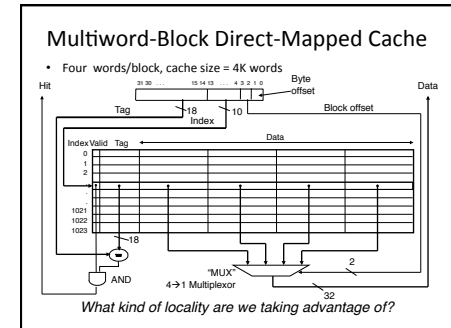 Multiword-Block Direct-Mapped Cache
• Four words/block, cache size = 4K words
Hit
31 30 . . . 15 14 13 . . . 4 3 2 1 0
Byte
offset
Data
Tag
18
10
Block offset
Index
Data
Index Valid Tag
0
1
2
.
.
1021
1022
1023
18
AND
"MUX"
4→1 Multiplexor
2
32
What kind of locality are we taking advantage of?